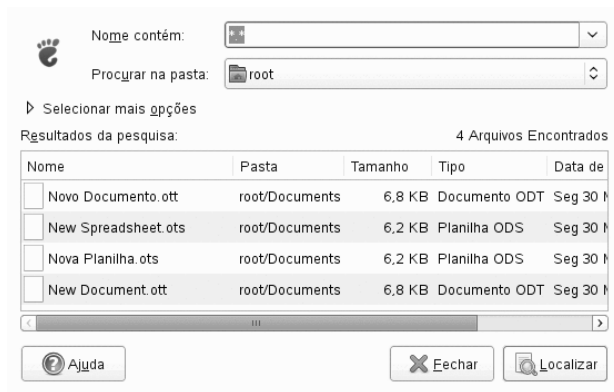 Nome contém: *.*
Procurar na pasta: root
Selecionar mais opções
Resultados da pesquisa: 4 Arquivos Encontrados
Nome Pasta Tamanho Tipo Data de
Novo Documento.ott root/Documents 6,8 KB Documento ODT Seg 30 M
New Spreadsheet.ots root/Documents 6,2 KB Planilha ODS Seg 30 M
Nova Planilha.ots root/Documents 6,2 KB Planilha ODS Seg 30 M
New Document.ott root/Documents 6,8 KB Documento ODT Seg 30 M
Ajuda Fechar Localizar